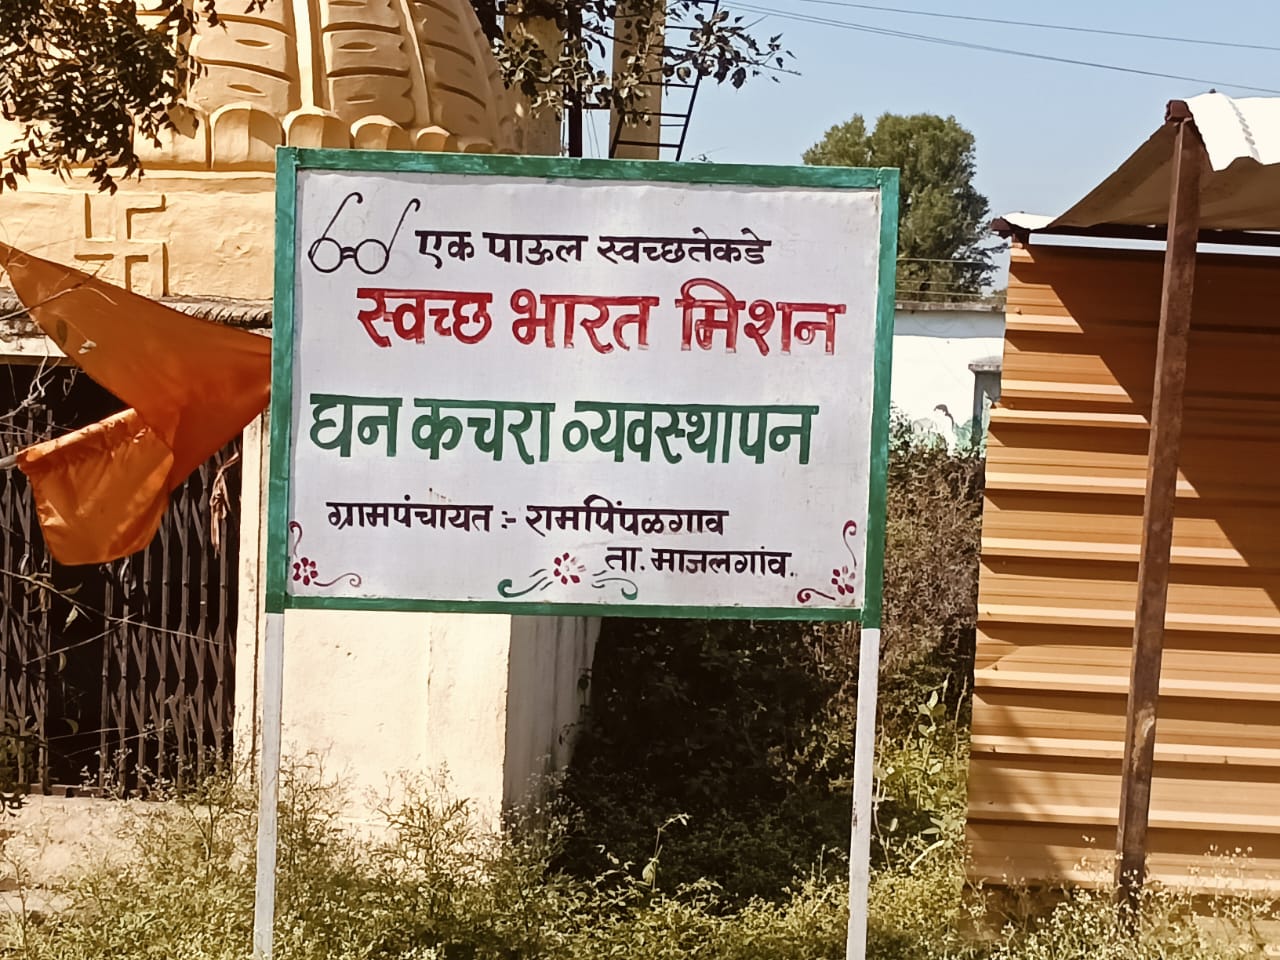 एक पाऊल स्वच्छतेकडे
स्वच्छ भारत मिशन
घन कचरा व्यवस्थापन
ग्रामपंचायत :- रामपिंपळगाव
ता. माजलगांव.